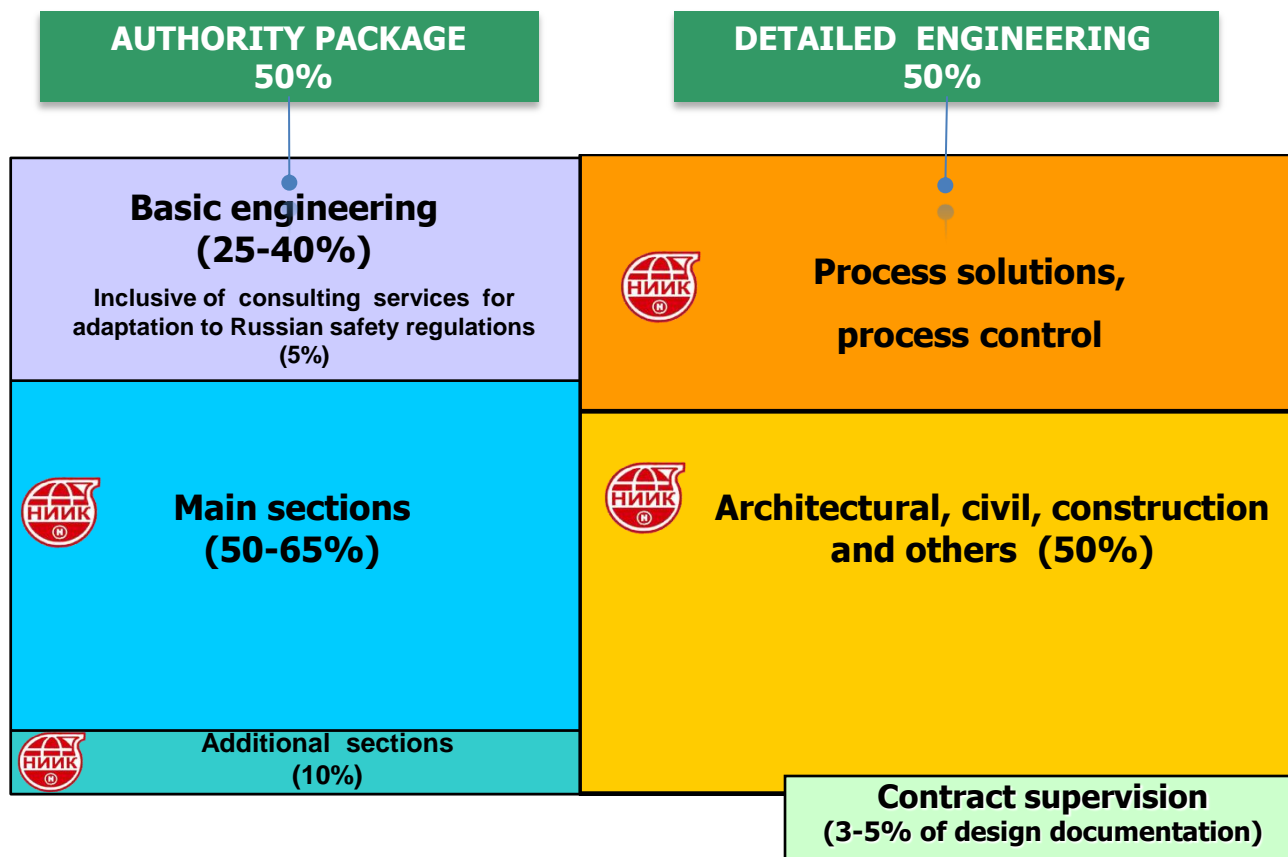 AUTHORITY PACKAGE
50%
DETAILED ENGINEERING
50%
Basic engineering
(25-40%)
Inclusive of consulting services for
adaptation to Russian safety regulations
(5%)
НИИК
Н
Process solutions,
process control
НИИК
Н
Main sections
(50-65%)
НИИК
Н
Architectural, civil, construction
and others (50%)
НИИК
Н
Additional sections
(10%)
Contract supervision
(3-5% of design documentation)